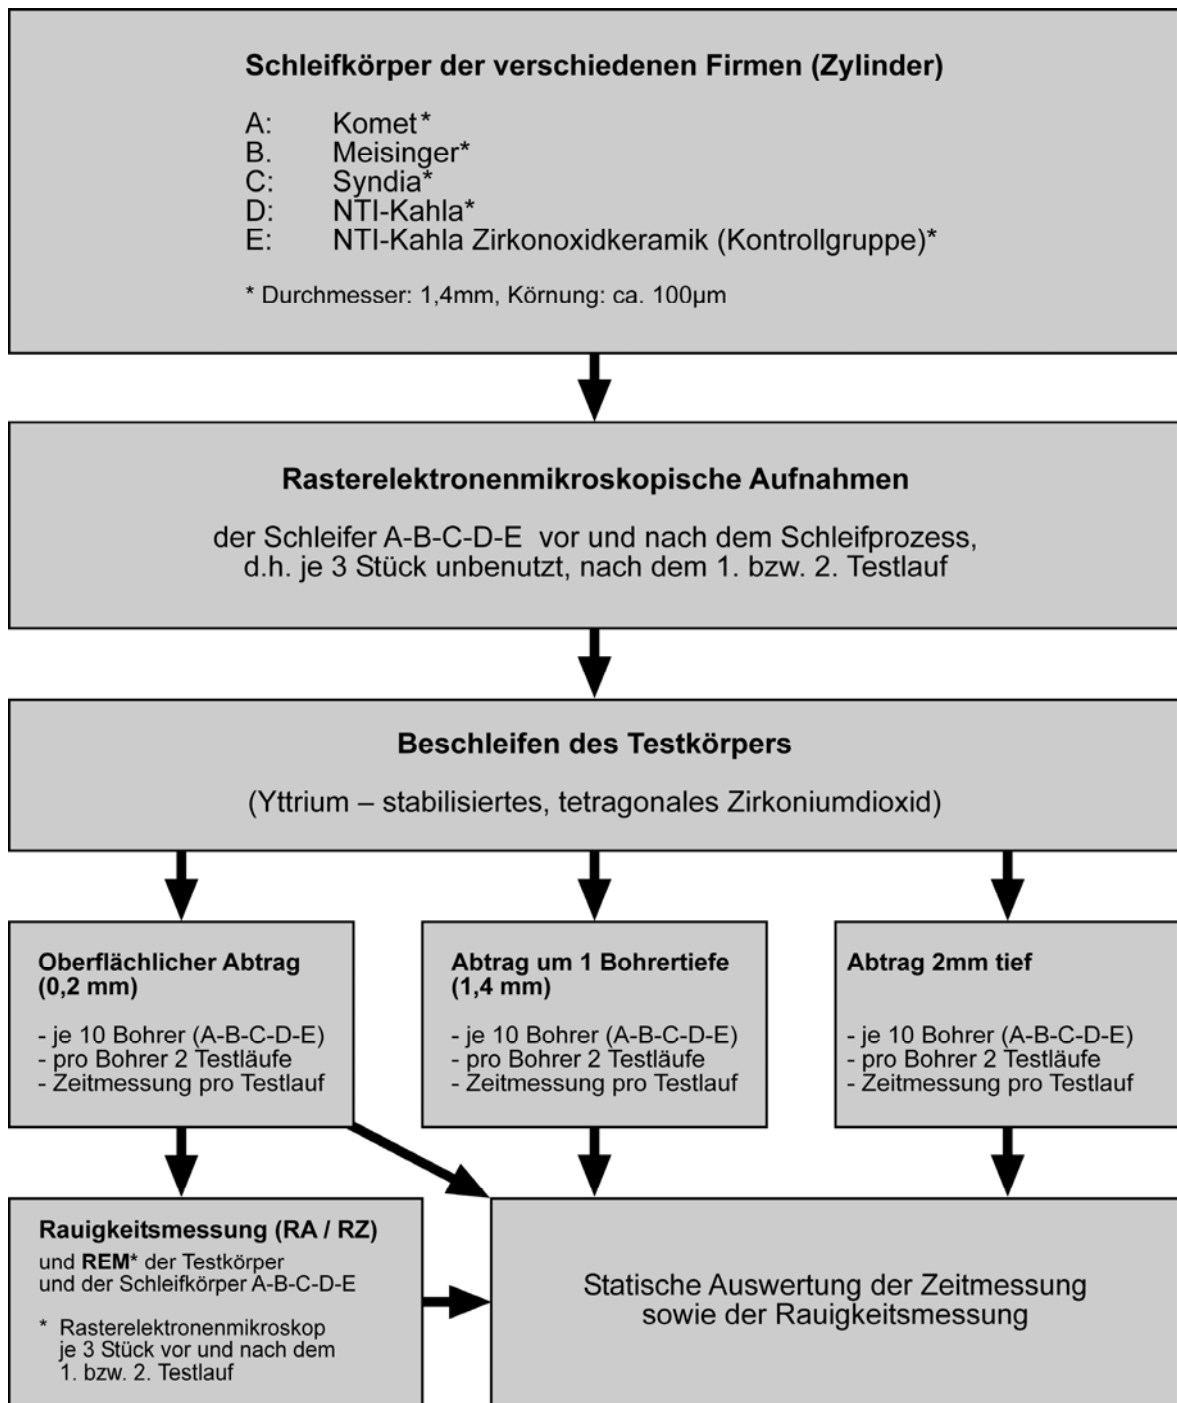 Schleifkörper der verschiedenen Firmen (Zylinder)
A: Komet*
B. Meisinger*
C: Syndia*
D: NTI-Kahla*
E: NTI-Kahla Zirkonoxidkeramik (Kontrollgruppe)*
* Durchmesser: 1,4mm, Körnung: ca. 100µm
Rasterelektronenmikroskopische Aufnahmen
der Schleifer A-B-C-D-E vor und nach dem Schleifprozess,
d.h. je 3 Stück unbenutzt, nach dem 1. bzw. 2. Testlauf
Beschleifen des Testkörpers
(Yttrium – stabilisiertes, tetragonales Zirkoniumdioxid)
Oberflächlicher Abtrag
(0,2 mm)
- je 10 Bohrer (A-B-C-D-E)
- pro Bohrer 2 Testläufe
- Zeitmessung pro Testlauf
Abtrag um 1 Bohrertiefe
(1,4 mm)
- je 10 Bohrer (A-B-C-D-E)
- pro Bohrer 2 Testläufe
- Zeitmessung pro Testlauf
Abtrag 2mm tief
- je 10 Bohrer (A-B-C-D-E)
- pro Bohrer 2 Testläufe
- Zeitmessung pro Testlauf
Rauigkeitsmessung (RA / RZ)
und REM* der Testkörper
und der Schleifkörper A-B-C-D-E
* Rasterelektronenmikroskop
je 3 Stück vor und nach dem
1. bzw. 2. Testlauf
Statische Auswertung der Zeitmessung
sowie der Rauigkeitsmessung